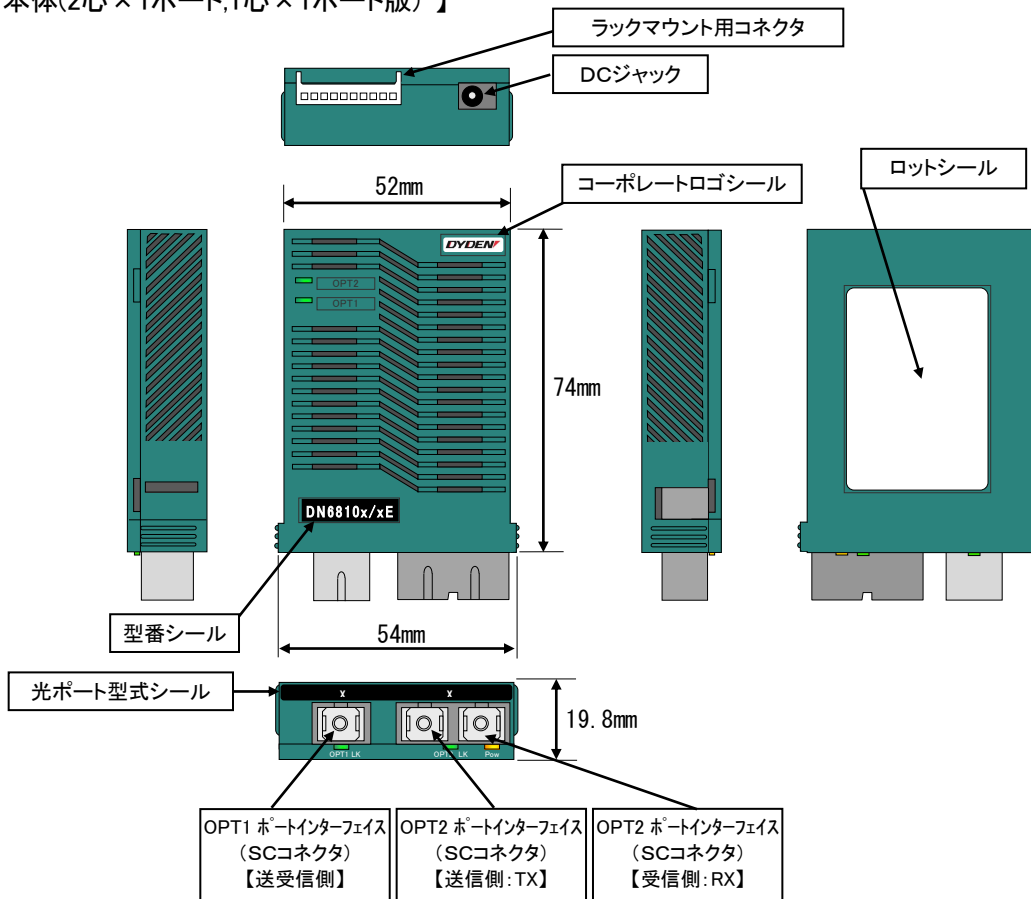 本体(2心×1ポート,1心×1ポート版)】
ラックマウント用コネクタ
DCジャック
ロットシール
52mm
コーポレートロゴシール
DYDEN
OPT2
OPT1
74mm
DN6810x/xE
型番シール
54mm
光ポート型式シール
x
x
19.8mm
OPT1 LK
LK
Pow
OPT1 ポートインターフェイス
(SCコネクタ)
【送受信側】
OPT2 ポートインターフェイス
(SCコネクタ)
【送信側:TX】
OPT2 ポートインターフェイス
(SCコネクタ)
【受信側:RX】